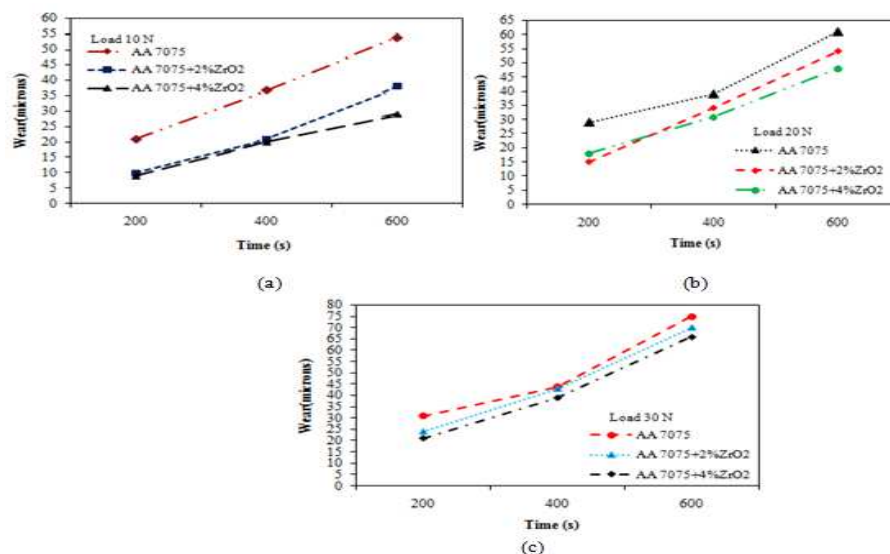 60
55
50
45
40
35
30
25
20
15
10
5
0
Wear(microns)
Load 10 N
AA 7075
AA 7075+2%ZrO2
AA 7075+4%ZrO2
200 400 600
Time (s)
(a)
65
60
55
50
45
40
35
30
25
20
15
10
5
0
Wear(microns)
Load 20 N
AA 7075
AA 7075+2%ZrO2
AA 7075+4%ZrO2
200 400 600
Time (s)
(b)
80
75
70
65
60
55
50
45
40
35
30
25
20
15
10
5
0
Wear(microns)
Load 30 N
AA 7075
AA 7075+2%ZrO2
AA 7075+4%ZrO2
200 400 600
Time (s)
(c)